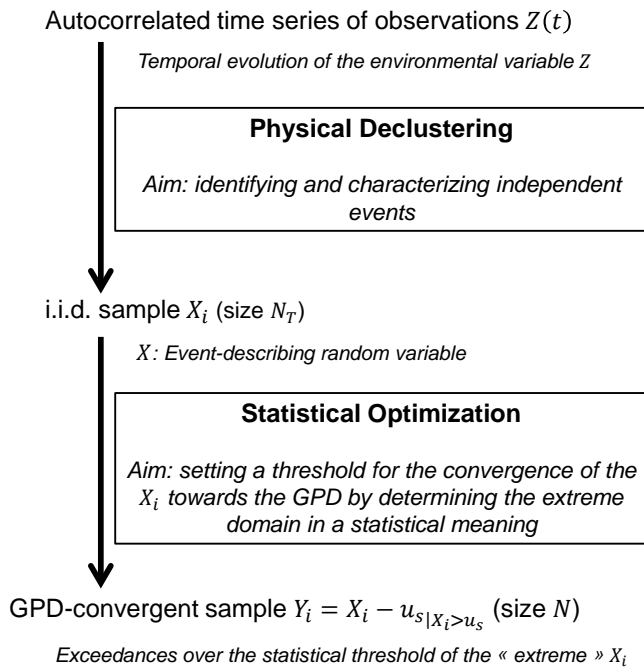 Autocorrelated time series of observations Z(t)
Temporal evolution of the environmental variable Z
Physical Declustering
Aim: identifying and characterizing independent
events
i.i.d. sample X_i (size N_T)
X: Event-describing random variable
Statistical Optimization
Aim: setting a threshold for the convergence of the
X_i towards the GPD by determining the extreme
domain in a statistical meaning
GPD-convergent sample Y_i = X_i − u_{s|X_i>u_s} (size N)
Exceedances over the statistical threshold of the « extreme » X_i